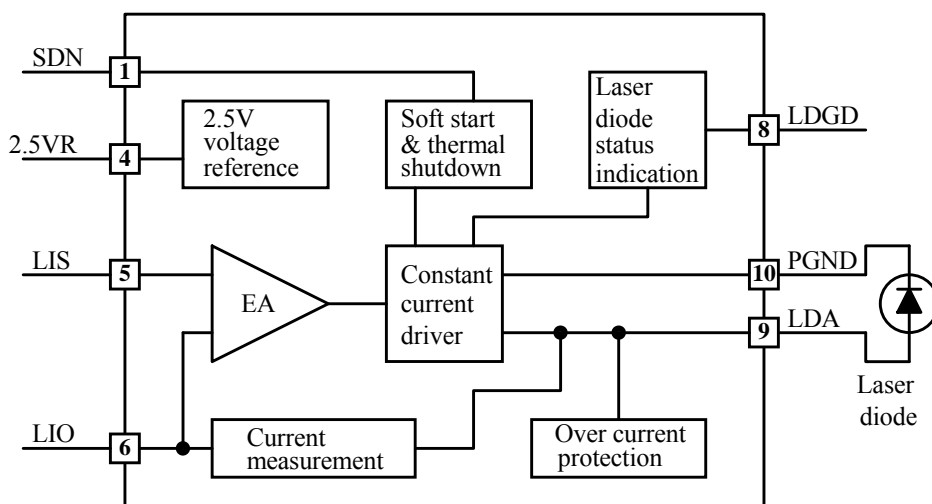 SDN
1
2.5VR
4
2.5V
voltage
reference
Soft start
& thermal
shutdown
Laser
diode
status
indication
8
LDGD
LIS
5
EA
Constant
current
driver
10
PGND
9
LDA
Laser
diode
LIO
6
Current
measurement
Over current
protection